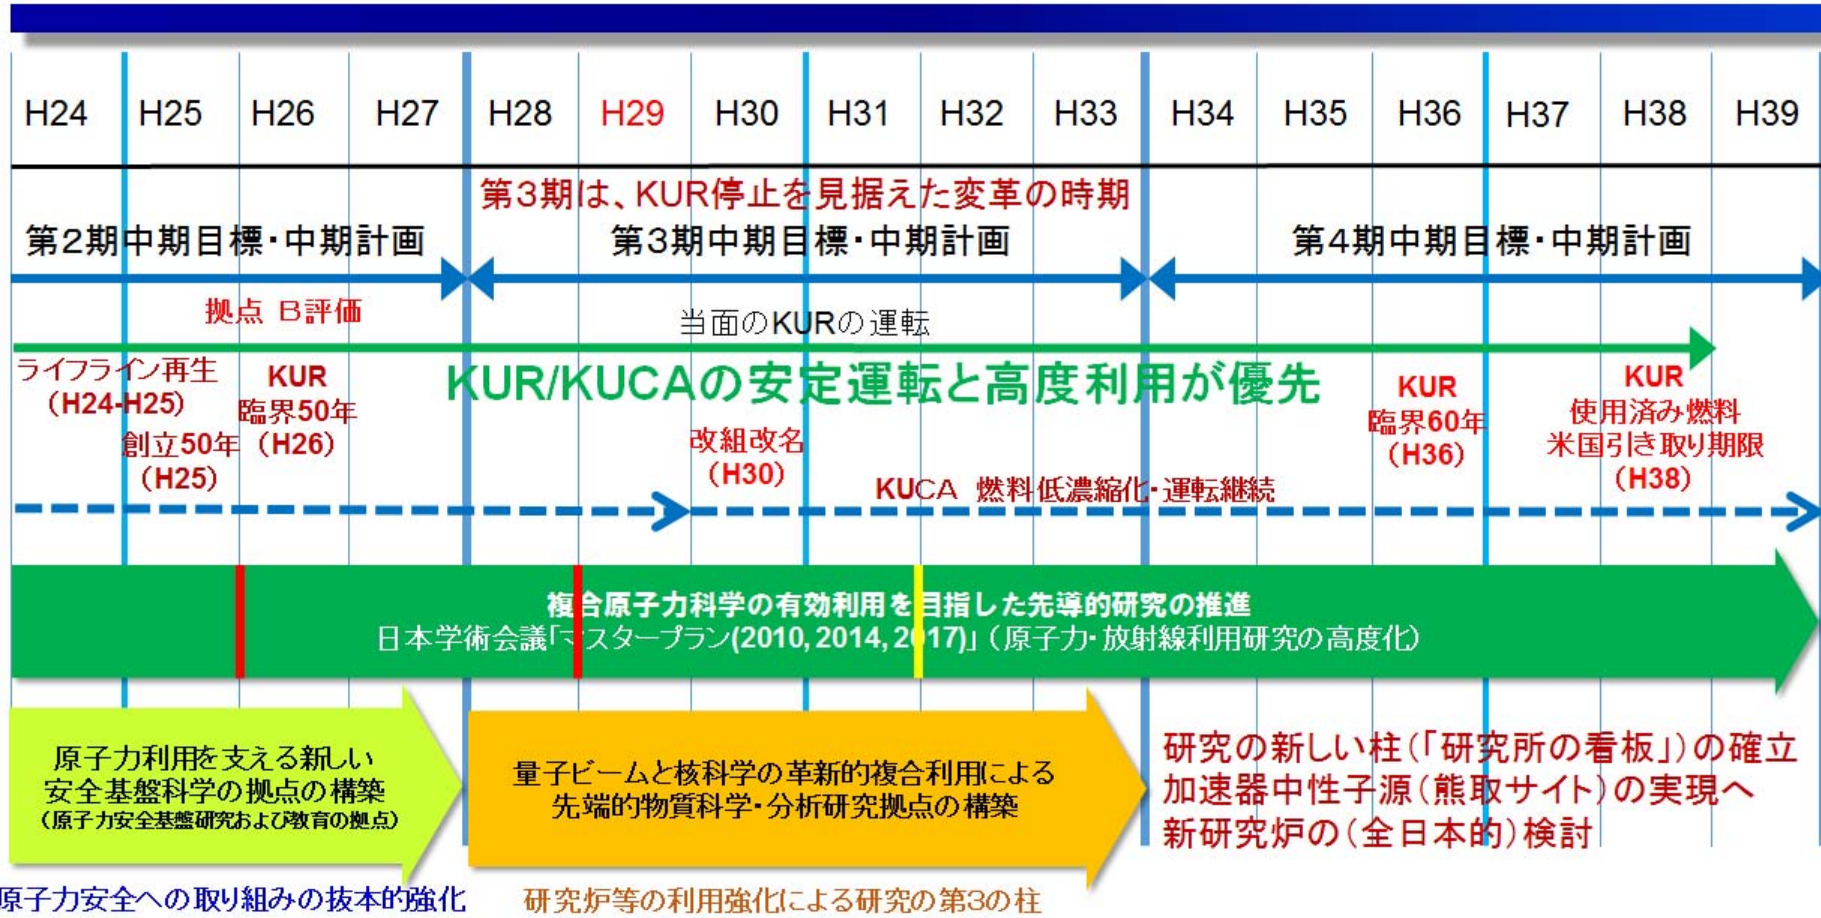 H24 H25 H26 H27 H28 H29 H30 H31 H32 H33 H34 H35 H36 H37 H38 H39
第3期は、KUR停止を見据えた変革の時期
第2期中期目標・中期計画 第3期中期目標・中期計画 第4期中期目標・中期計画
拠点 B評価
当面のKURの運転
KUR/KUCAの安定運転と高度利用が優先
ライフライン再生
（H24-H25）
創立50年
（H25）
KUR
臨界50年
（H26）
改組改名
（H30）
KUCA 燃料低濃縮化・運転継続
KUR
臨界60年
（H36）
KUR
使用済み燃料
米国引き取り期限
（H38）
複合原子力科学の有効利用を目指した先導的研究の推進
日本学術会議「マスタープラン(2010, 2014, 2017)」（原子力・放射線利用研究の高度化）
原子力利用を支える新しい
安全基盤科学の拠点の構築
（原子力安全基盤研究および教育の拠点）
量子ビームと核科学の革新的複合利用による
先端的物質科学・分析研究拠点の構築
研究の新しい柱（「研究所の看板」）の確立
加速器中性子源（熊取サイト）の実現へ
新研究炉の（全日本的）検討
原子力安全への取り組みの抜本的強化
研究炉等の利用強化による研究の第3の柱